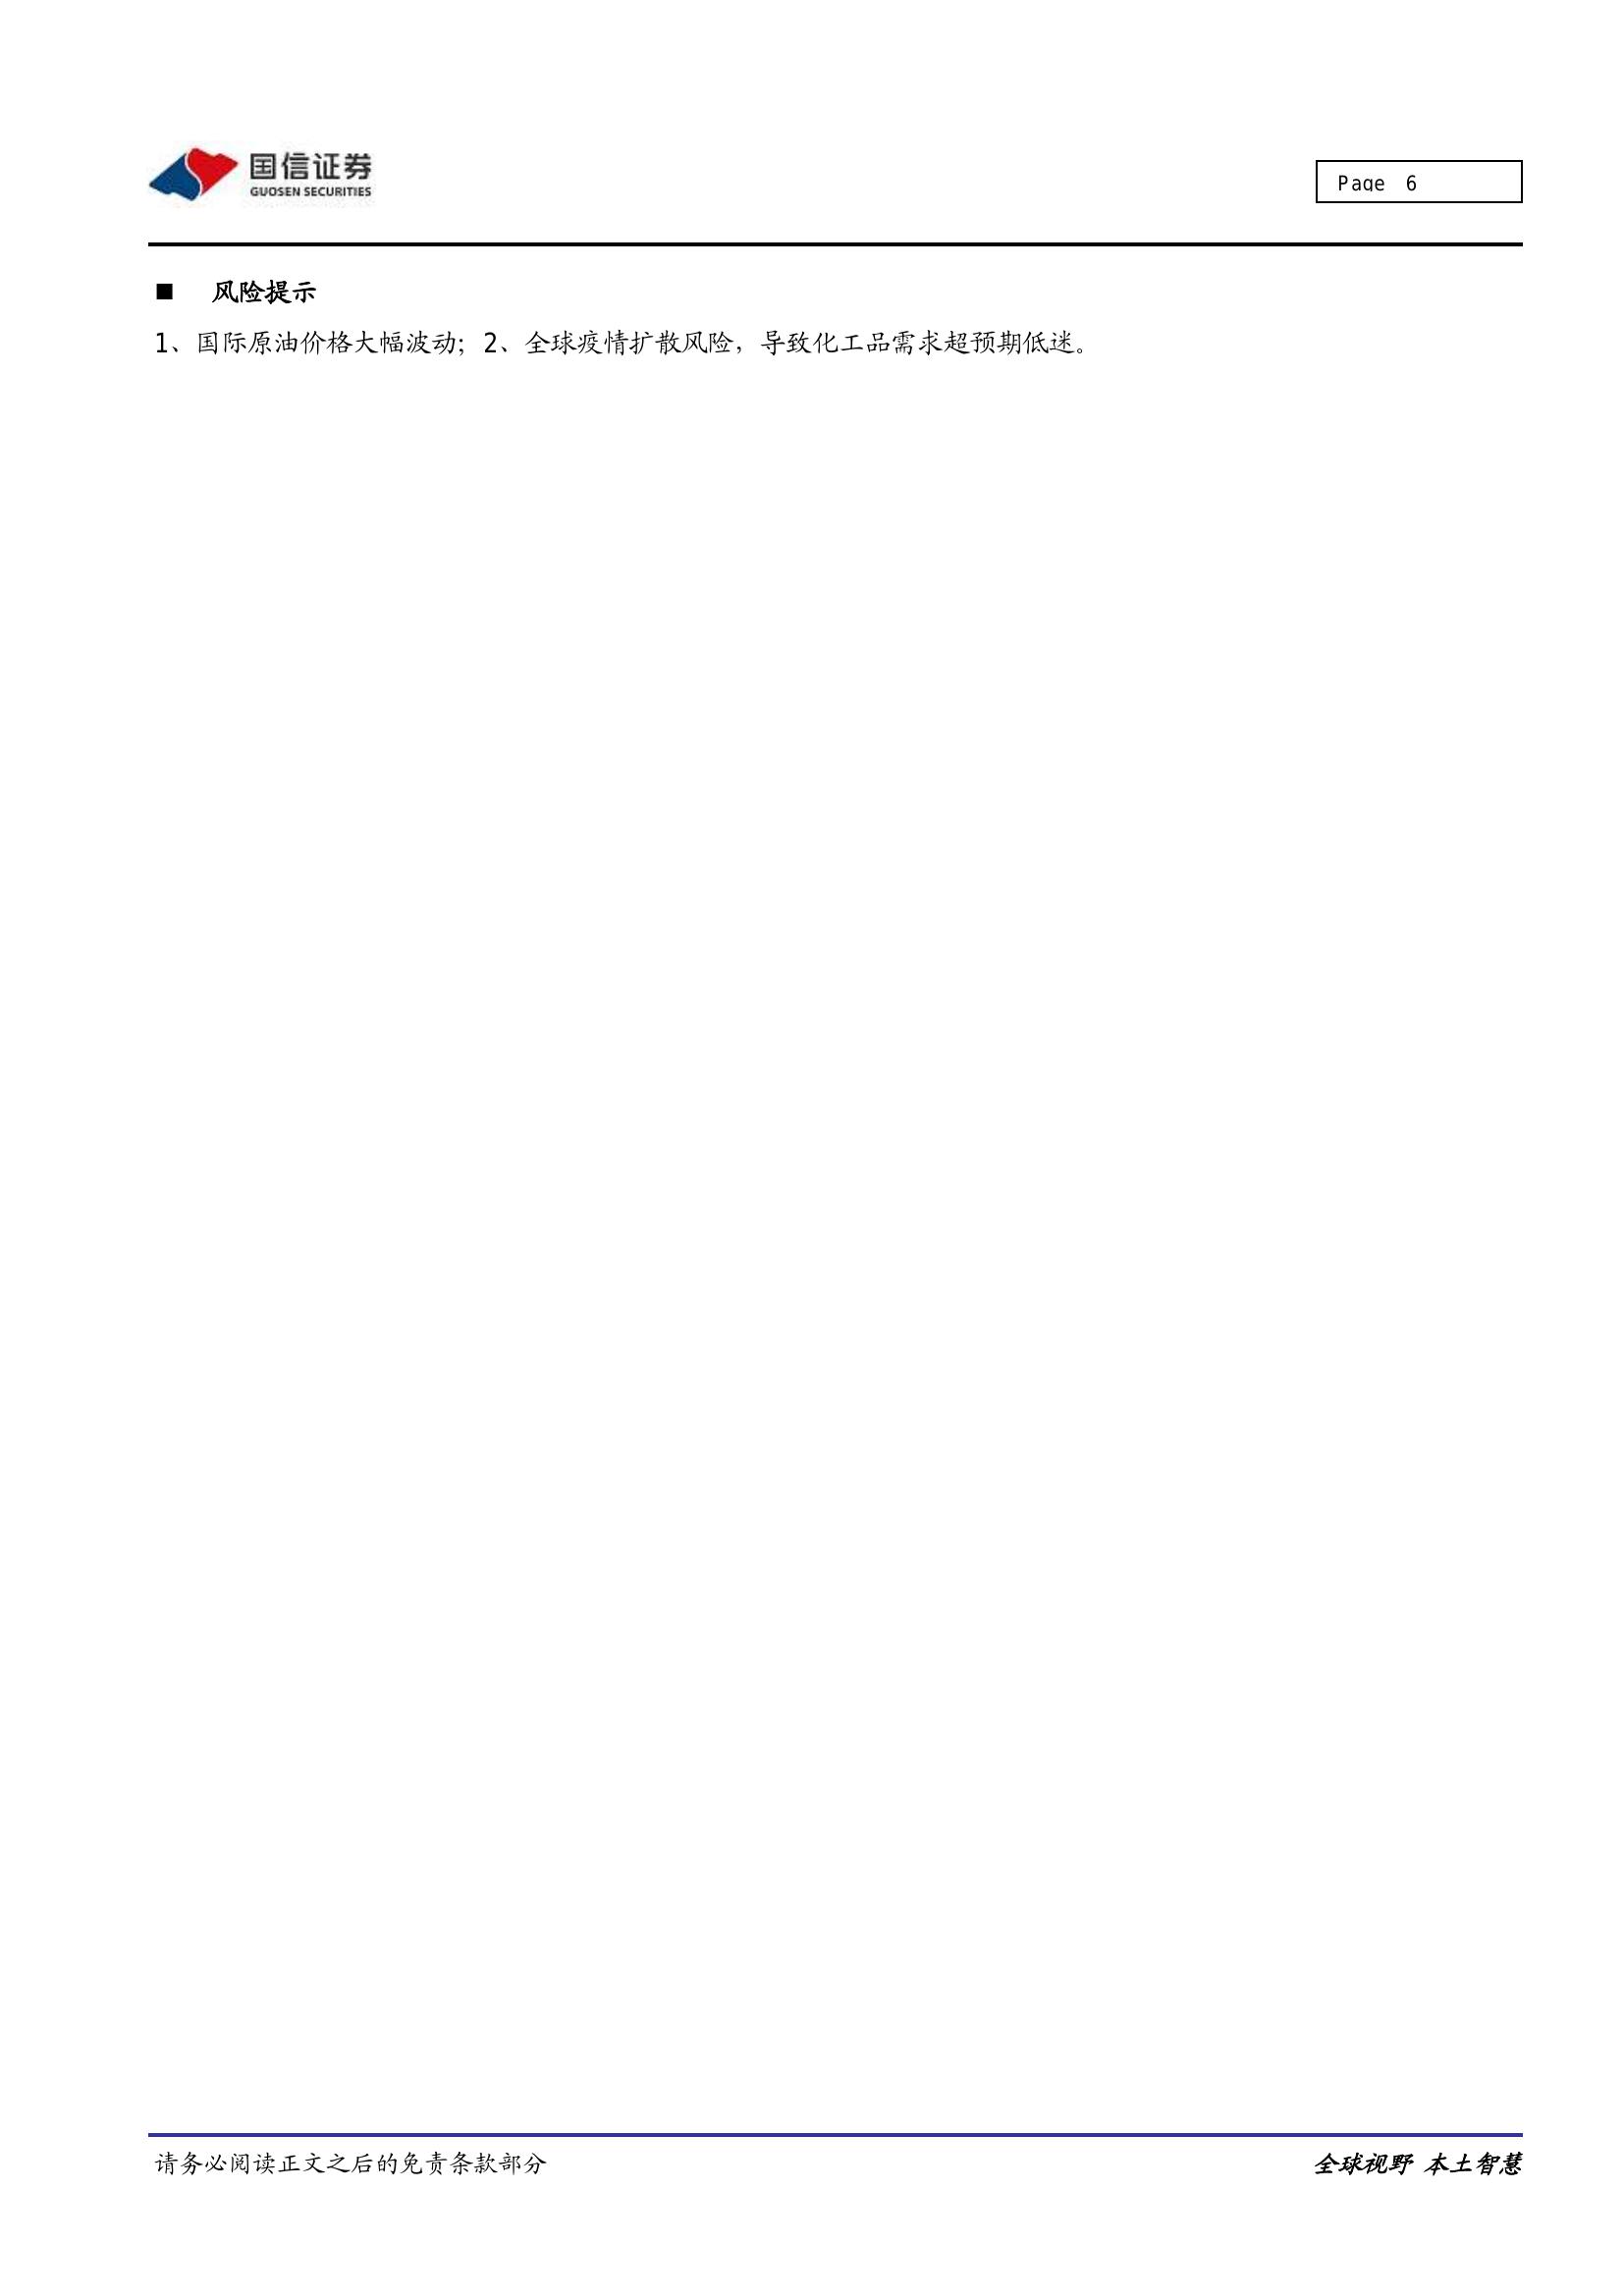 国信证券
GUOSEN SECURITIES
Page 6
■ 风险提示
1、国际原油价格大幅波动；2、全球疫情扩散风险，导致化工品需求超预期低迷。
请务必阅读正文之后的免责条款部分
全球视野 本土智慧